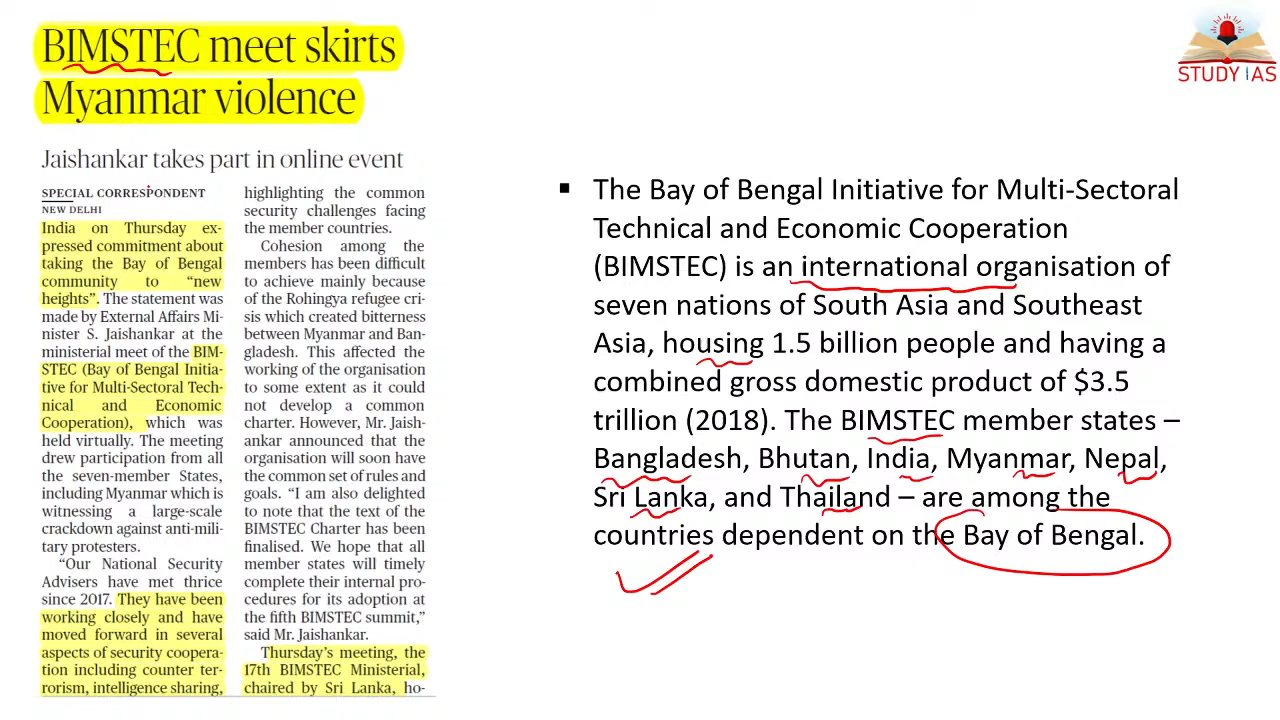 BIMSTEC meet skirts
Myanmar violence
Jaishankar takes part in online event
SPECIAL CORRESPONDENT
NEW DELHI
India on Thursday ex-
pressed commitment about
taking the Bay of Bengal
community to “new
heights”. The statement was
made by External Affairs Mi-
nister S. Jaishankar at the
ministerial meet of the BIM-
STEC (Bay of Bengal Initia-
tive for Multi-Sectoral Tech-
nical and Economic
Cooperation), which was
held virtually. The meeting
drew participation from all
the seven-member States,
including Myanmar which is
witnessing a large-scale
crackdown against anti-mili-
tary protesters.
“Our National Security
Advisers have met thrice
since 2017. They have been
working closely and have
moved forward in several
aspects of security coopera-
tion including counter ter-
rorism, intelligence sharing,
highlighting the common
security challenges facing
the member countries.
Cohesion among the
members has been difficult
to achieve mainly because
of the Rohingya refugee cri-
sis which created bitterness
between Myanmar and Ban-
gladesh. This affected the
working of the organisation
to some extent as it could
not develop a common
charter. However, Mr. Jaish-
ankar announced that the
organisation will soon have
the common set of rules and
goals. “I am also delighted
to note that the text of the
BIMSTEC Charter has been
finalised. We hope that all
member states will timely
complete their internal pro-
cedures for its adoption at
the fifth BIMSTEC summit,”
said Mr. Jaishankar.
Thursday’s meeting, the
17th BIMSTEC Ministerial,
chaired by Sri Lanka, ho-
STUDY IAS
▪ The Bay of Bengal Initiative for Multi-Sectoral
Technical and Economic Cooperation
(BIMSTEC) is an international organisation of
seven nations of South Asia and Southeast
Asia, housing 1.5 billion people and having a
combined gross domestic product of $3.5
trillion (2018). The BIMSTEC member states –
Bangladesh, Bhutan, India, Myanmar, Nepal,
Sri Lanka, and Thailand – are among the
countries dependent on the Bay of Bengal.